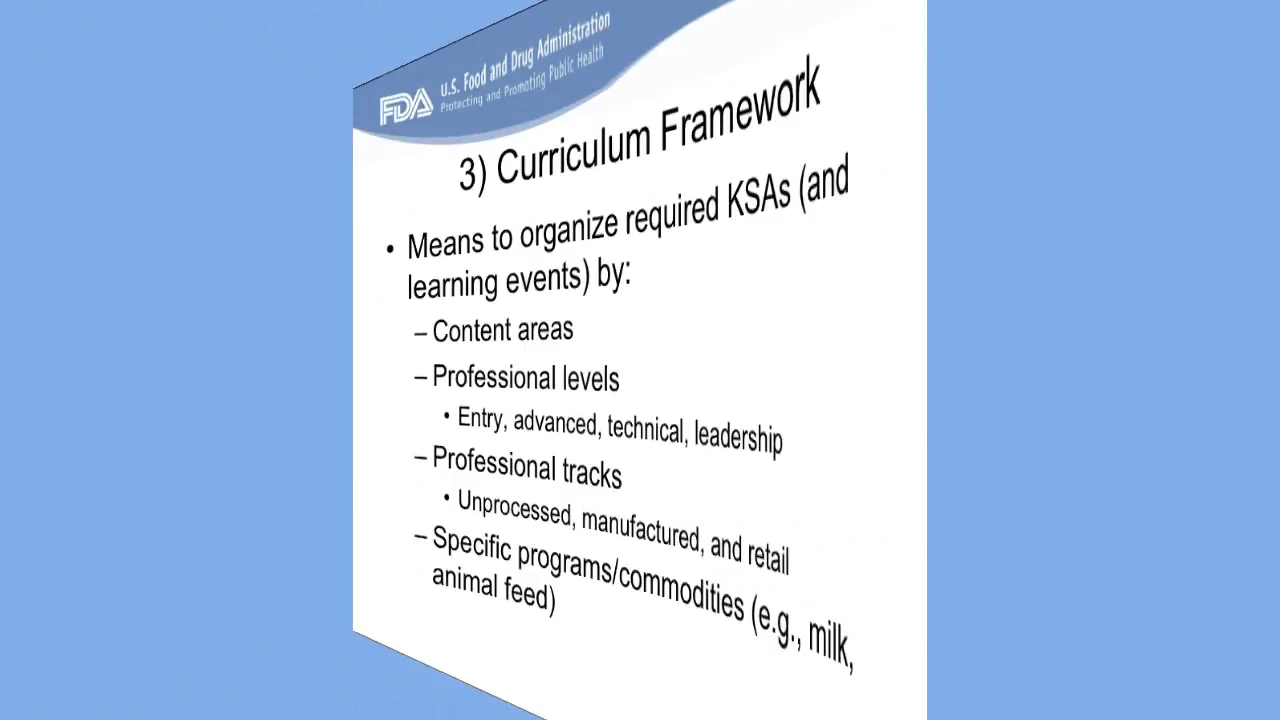 FDA U.S. Food and Drug Administration
Protecting and Promoting Public Health
3) Curriculum Framework
• Means to organize required KSAs (and
learning events) by:
– Content areas
– Professional levels
• Entry, advanced, technical, leadership
– Professional tracks
• Unprocessed, manufactured, and retail
– Specific programs/commodities (e.g., milk,
animal feed)